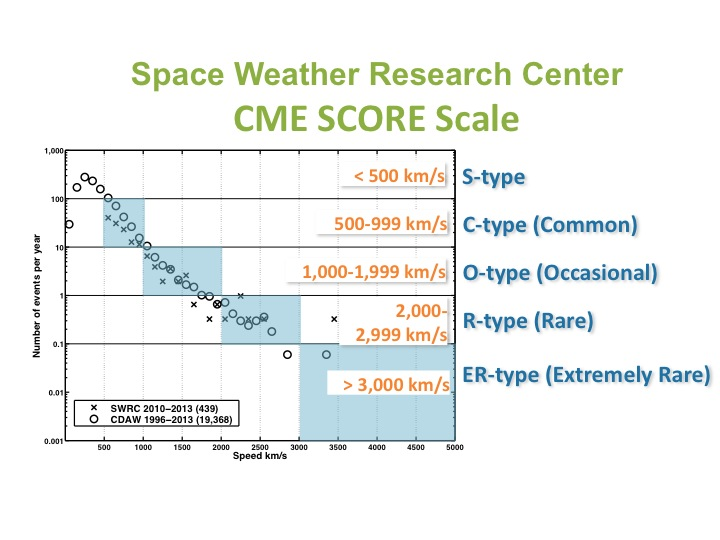 Space Weather Research Center
CME SCORE Scale
1,000
100
10
1
0.1
0.01
0.001
Number of events per year
< 500 km/s S-type
500-999 km/s C-type (Common)
1,000-1,999 km/s O-type (Occasional)
2,000-
2,999 km/s R-type (Rare)
> 3,000 km/s ER-type (Extremely Rare)
SWRC 2010−2013 (439)
CDAW 1996−2013 (19,368)
500 1000 1500 2000 2500 3000 3500 4000 4500 5000
Speed km/s